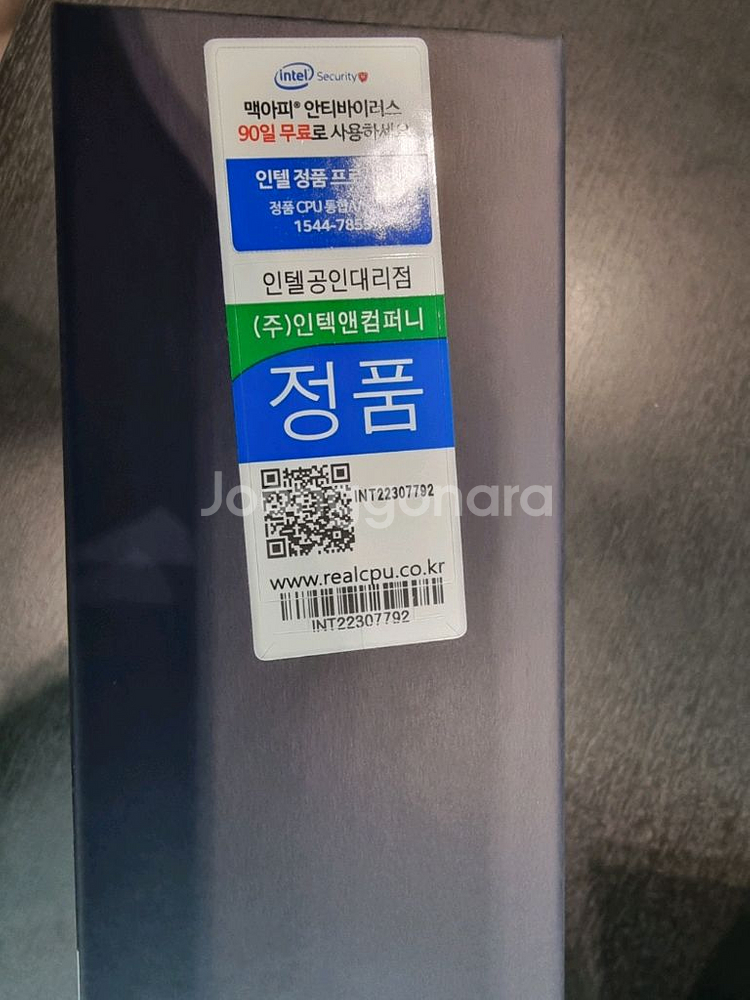 intel Security
맥아피® 안티바이러스
90일 무료로 사용하세요
인텔 정품 프
정품 CPU 통합
1544-785
인텔공인대리점
(주)인텍앤컴퍼니
정품
INT22307792
Joonggonara
www.realcpu.co.kr
INT22307792